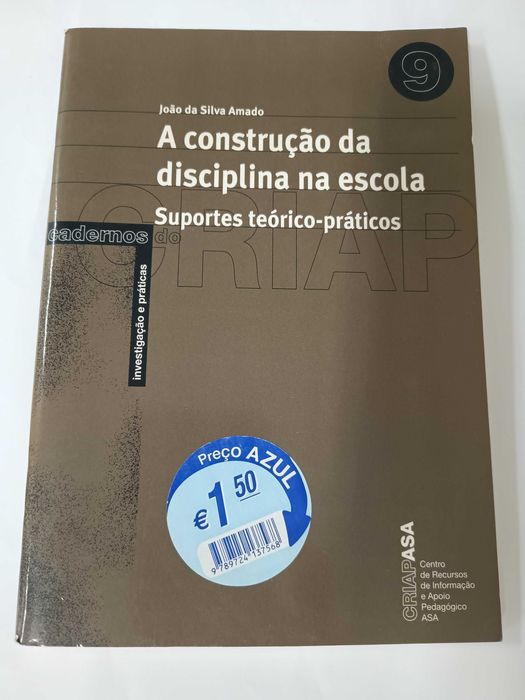 9
João da Silva Amado
A construção da
disciplina na escola
Suportes teórico-práticos
CRIAP
cadernos do
investigação e práticas
Preço AZUL
€ 1 50
9 789724 137568
CRIAPASA
Centro
de Recursos
de Informação
e Apoio
Pedagógico
ASA